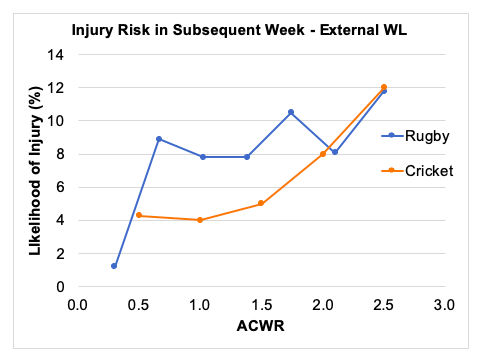 Injury Risk in Subsequent Week - External WL
14
12
10
8
6
4
2
0
LIkelihood of Injury (%)
0.0 0.5 1.0 1.5 2.0 2.5 3.0
ACWR
Rugby
Cricket